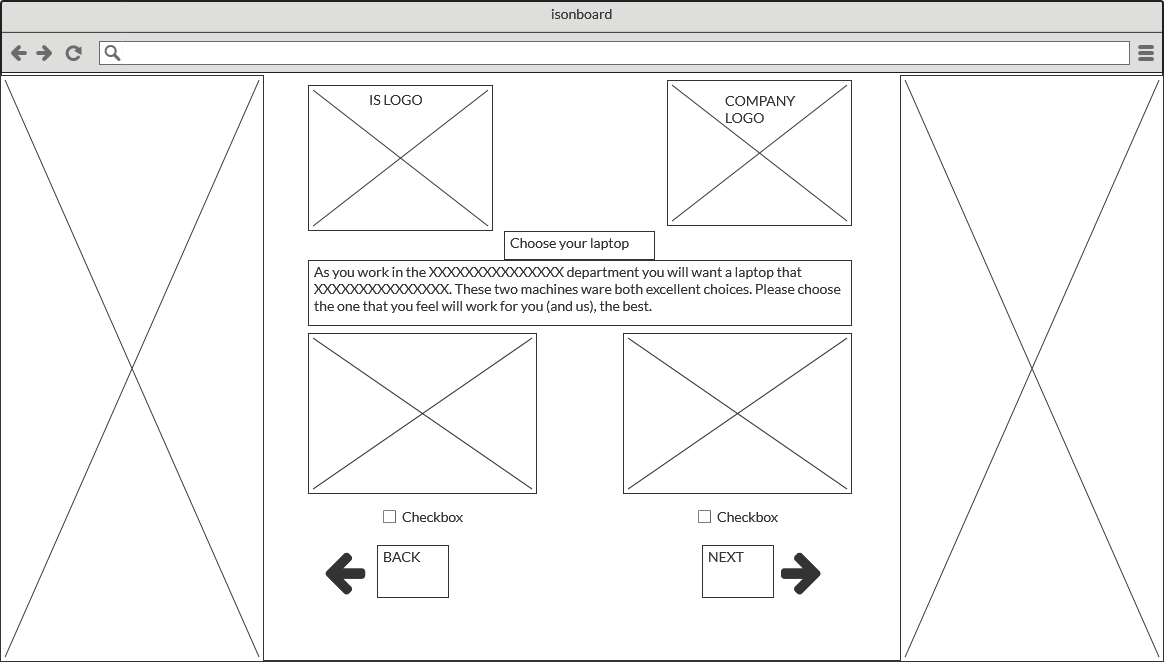 isonboard
IS LOGO
COMPANY
LOGO
Choose your laptop
As you work in the XXXXXXXXXXXXXXX department you will want a laptop that
XXXXXXXXXXXXXXX. These two machines ware both excellent choices. Please choose
the one that you feel will work for you (and us), the best.
Checkbox
Checkbox
BACK
NEXT